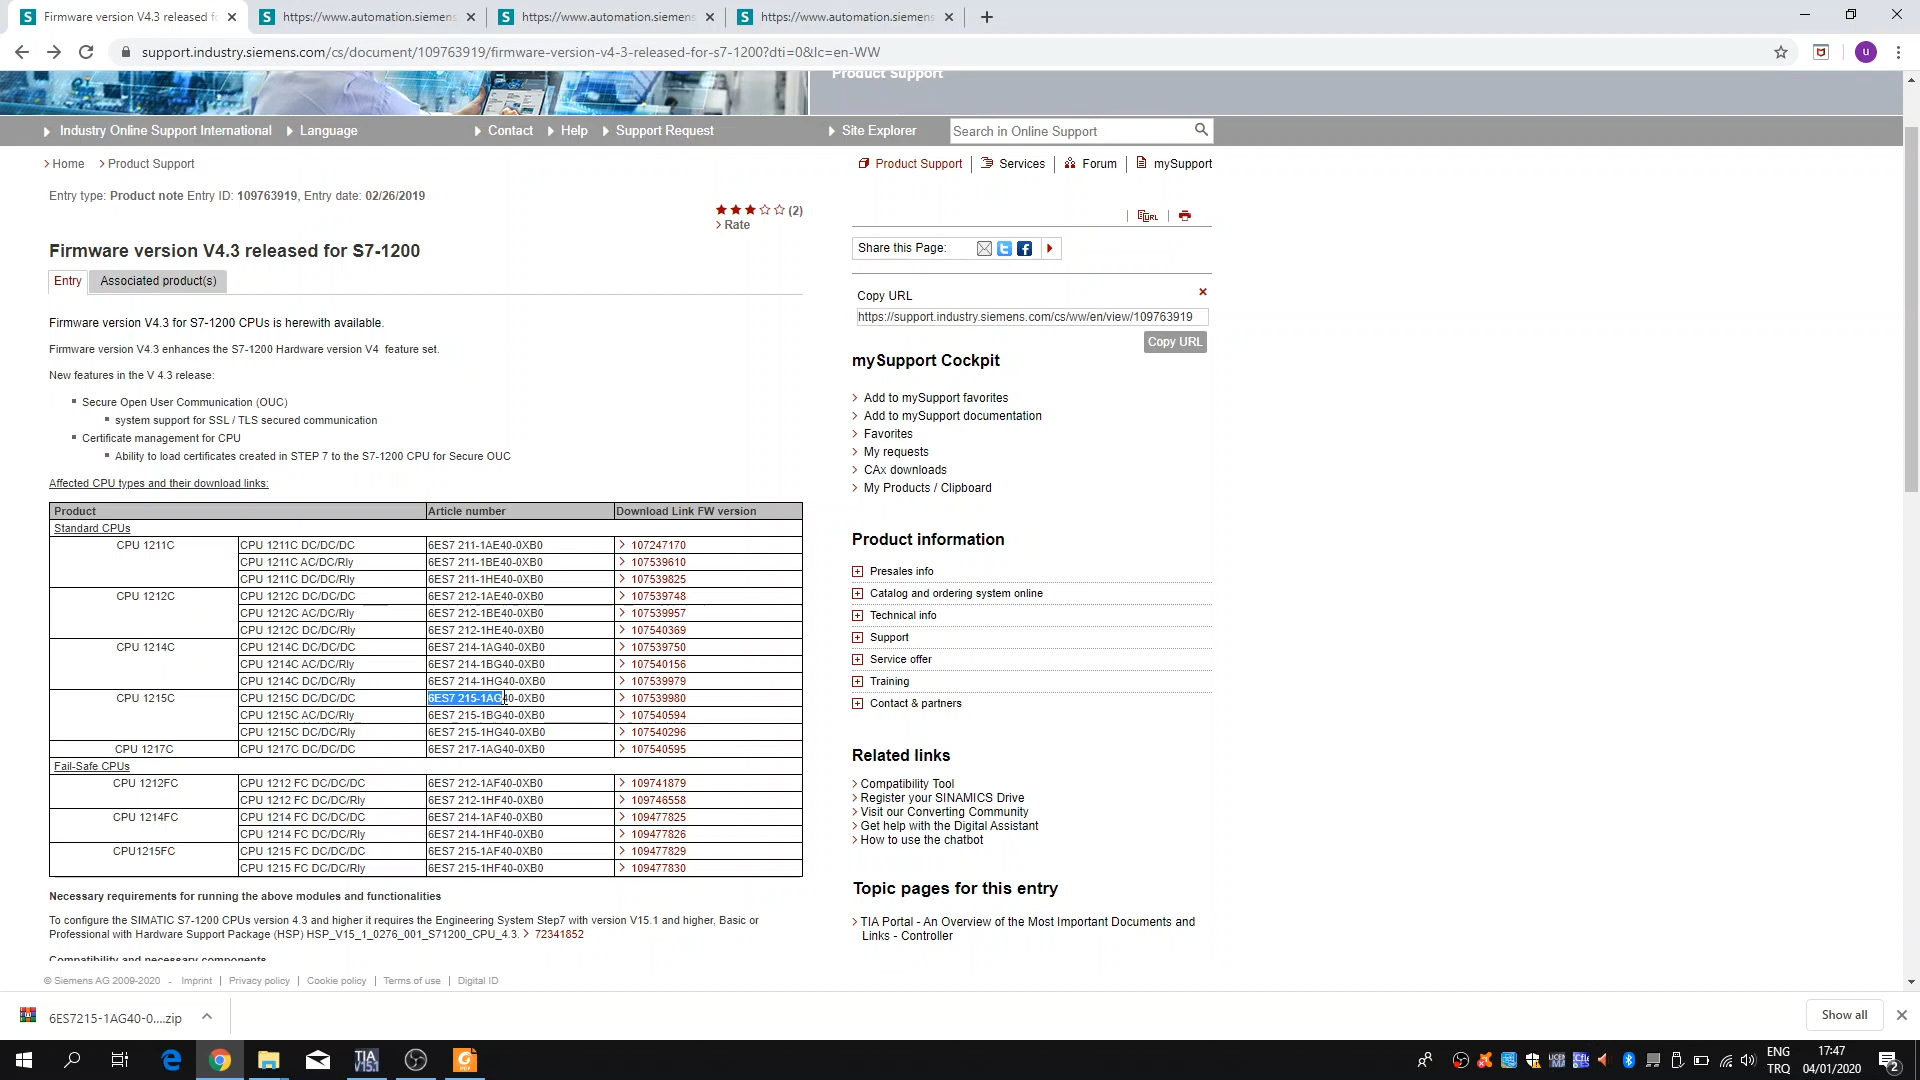 Firmware version V4.3 released fo
https://www.automation.siemens
https://www.automation.siemens
https://www.automation.siemens
support.industry.siemens.com/cs/document/109763919/firmware-version-v4-3-released-for-s7-1200?dti=0&lc=en-WW
u
Product Support
Industry Online Support International
Language
Contact
Help
Support Request
Site Explorer
Search in Online Support
Home
Product Support
Product Support
Services
Forum
mySupport
Entry type: Product note Entry ID: 109763919, Entry date: 02/26/2019
(2)
Rate
URL
Firmware version V4.3 released for S7-1200
Share this Page:
Entry
Associated product(s)
Copy URL
https://support.industry.siemens.com/cs/ww/en/view/109763919
Copy URL
Firmware version V4.3 for S7-1200 CPUs is herewith available.
Firmware version V4.3 enhances the S7-1200 Hardware version V4 feature set.
New features in the V 4.3 release:
Secure Open User Communication (OUC)
system support for SSL / TLS secured communication
Certificate management for CPU
Ability to load certificates created in STEP 7 to the S7-1200 CPU for Secure OUC
Affected CPU types and their download links:
Product Article number Download Link FW version
Standard CPUs
CPU 1211C CPU 1211C DC/DC/DC 6ES7 211-1AE40-0XB0 107247170
CPU 1211C AC/DC/Rly 6ES7 211-1BE40-0XB0 107539610
CPU 1211C DC/DC/Rly 6ES7 211-1HE40-0XB0 107539825
CPU 1212C CPU 1212C DC/DC/DC 6ES7 212-1AE40-0XB0 107539748
CPU 1212C AC/DC/Rly 6ES7 212-1BE40-0XB0 107539957
CPU 1212C DC/DC/Rly 6ES7 212-1HE40-0XB0 107540369
CPU 1214C CPU 1214C DC/DC/DC 6ES7 214-1AG40-0XB0 107539750
CPU 1214C AC/DC/Rly 6ES7 214-1BG40-0XB0 107540156
CPU 1214C DC/DC/Rly 6ES7 214-1HG40-0XB0 107539979
CPU 1215C CPU 1215C DC/DC/DC 6ES7 215-1AG40-0XB0 107539980
CPU 1215C AC/DC/Rly 6ES7 215-1BG40-0XB0 107540594
CPU 1215C DC/DC/Rly 6ES7 215-1HG40-0XB0 107540296
CPU 1217C CPU 1217C DC/DC/DC 6ES7 217-1AG40-0XB0 107540595
Fail-Safe CPUs
CPU 1212FC CPU 1212 FC DC/DC/DC 6ES7 212-1AF40-0XB0 109741879
CPU 1212 FC DC/DC/Rly 6ES7 212-1HF40-0XB0 109746558
CPU 1214FC CPU 1214 FC DC/DC/DC 6ES7 214-1AF40-0XB0 109477825
CPU 1214 FC DC/DC/Rly 6ES7 214-1HF40-0XB0 109477826
CPU1215FC CPU 1215 FC DC/DC/DC 6ES7 215-1AF40-0XB0 109477829
CPU 1215 FC DC/DC/Rly 6ES7 215-1HF40-0XB0 109477830
Necessary requirements for running the above modules and functionalities
To configure the SIMATIC S7-1200 CPUs version 4.3 and higher it requires the Engineering System Step7 with version V15.1 and higher, Basic or
Professional with Hardware Support Package (HSP) HSP_V15_1_0276_001_S71200_CPU_4.3. 72341852
Compatibility and necessary components
mySupport Cockpit
Add to mySupport favorites
Add to mySupport documentation
Favorites
My requests
CAx downloads
My Products / Clipboard
Product information
Presales info
Catalog and ordering system online
Technical info
Support
Service offer
Training
Contact & partners
Related links
Compatibility Tool
Register your SINAMICS Drive
Visit our Converting Community
Get help with the Digital Assistant
How to use the chatbot
Topic pages for this entry
TIA Portal - An Overview of the Most Important Documents and
Links - Controller
© Siemens AG 2009-2020 - Imprint | Privacy policy | Cookie policy | Terms of use | Digital ID
6ES7215-1AG40-0....zip
Show all
TIA
V15.1
PDF
ENG
TRQ
17:47
04/01/2020
2